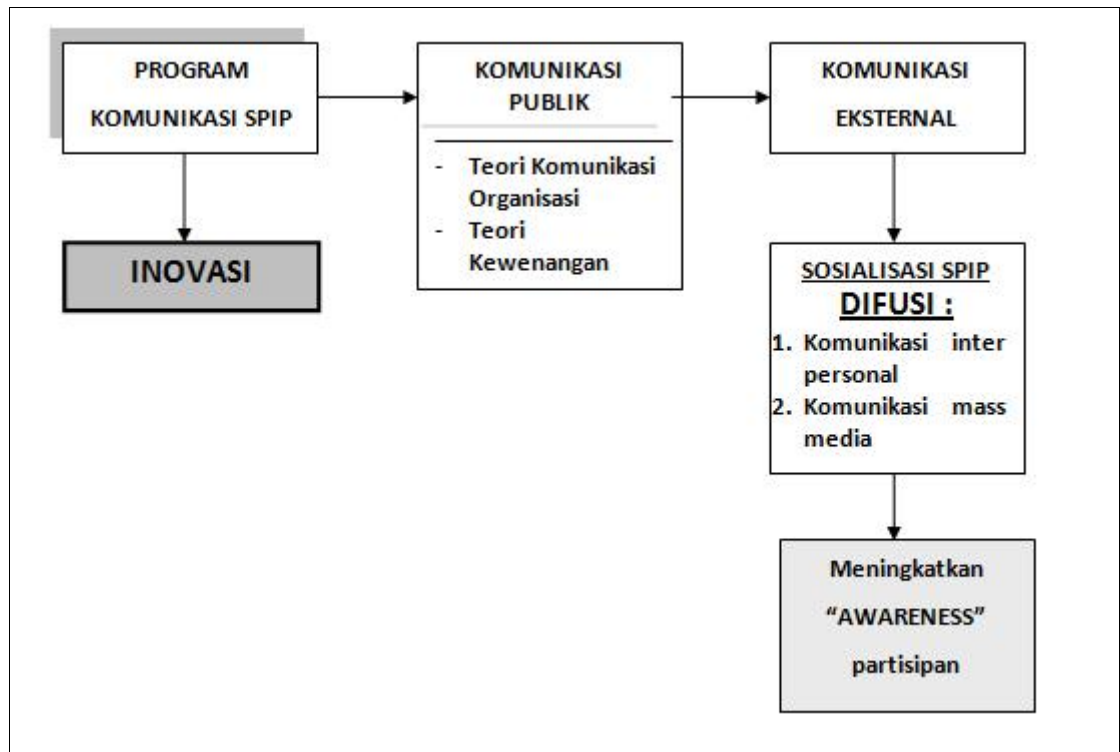 PROGRAM
KOMUNIKASI SPIP
INOVASI
KOMUNIKASI
PUBLIK
- Teori Komunikasi
Organisasi
- Teori
Kewenangan
KOMUNIKASI
EKSTERNAL
SOSIALISASI SPIP
DIFUSI :
1. Komunikasi inter
personal
2. Komunikasi mass
media
Meningkatkan
“AWARENESS”
partisipan